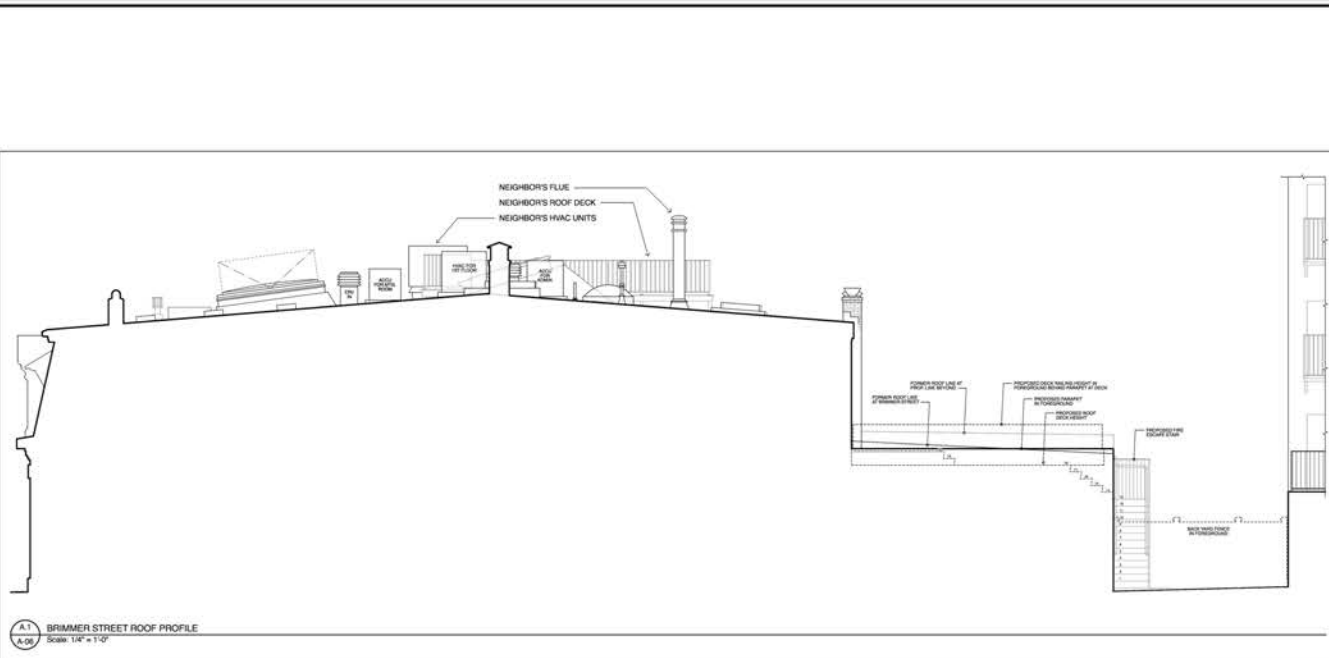 NEIGHBOR'S FLUE
NEIGHBOR'S ROOF DECK
NEIGHBOR'S HVAC UNITS
HVAC FOR
1ST FLOOR
ACCU
FOR
ACCU
ROOM
FORMER ROOF LINE AT
PROP. LINE BEYOND
PROPOSED DECK RAILING HEIGHT IN
FOREGROUND BEHIND PARAPET AT DECK
FORMER ROOF LINE
AT BRIMMER STREET
PROPOSED PARAPET
IN FOREGROUND
PROPOSED ROOF
DECK HEIGHT
PROPOSED FIRE
ESCAPE STAIR
BACK YARD FENCE
IN FOREGROUND
A.1
A-06
BRIMMER STREET ROOF PROFILE
Scale: 1/4" = 1'-0"